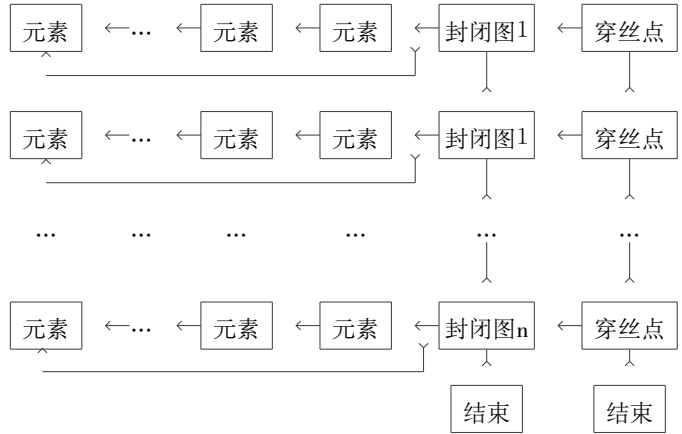 元素 ... 元素 元素 封闭图1 穿丝点
元素 ... 元素 元素 封闭图1 穿丝点
... ... ... ... ... ...
元素 ... 元素 元素 封闭图n 穿丝点
结束 结束